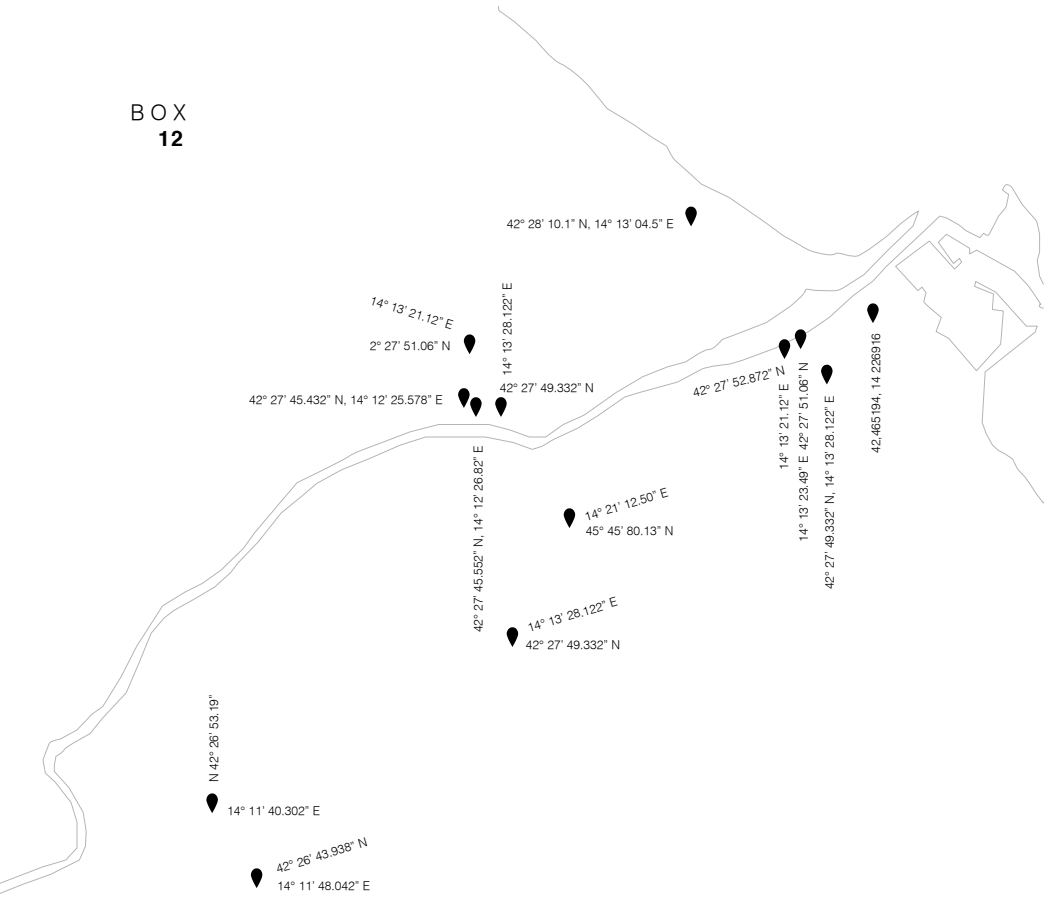 BOX
12
42° 28’ 10.1” N, 14° 13’ 04.5” E
14° 13’ 21.12” E
2° 27’ 51.06” N
14° 13’ 28.122” E
42° 27’ 49.332” N
42° 27’ 45.432” N, 14° 12’ 25.578” E
42° 27’ 45.552” N, 14° 12’ 26.82” E
42° 27’ 52.872” N
14° 13’ 21.12” E
14° 13’ 23.49” E 42° 27’ 51.06” N
42° 27’ 49.332” N, 14° 13’ 28.122” E
42,465194, 14 226916
14° 21’ 12.50” E
45° 45’ 80.13” N
14° 13’ 28.122” E
42° 27’ 49.332” N
N 42° 26’ 53.19”
14° 11’ 40.302” E
42° 26’ 43.938” N
14° 11’ 48.042” E